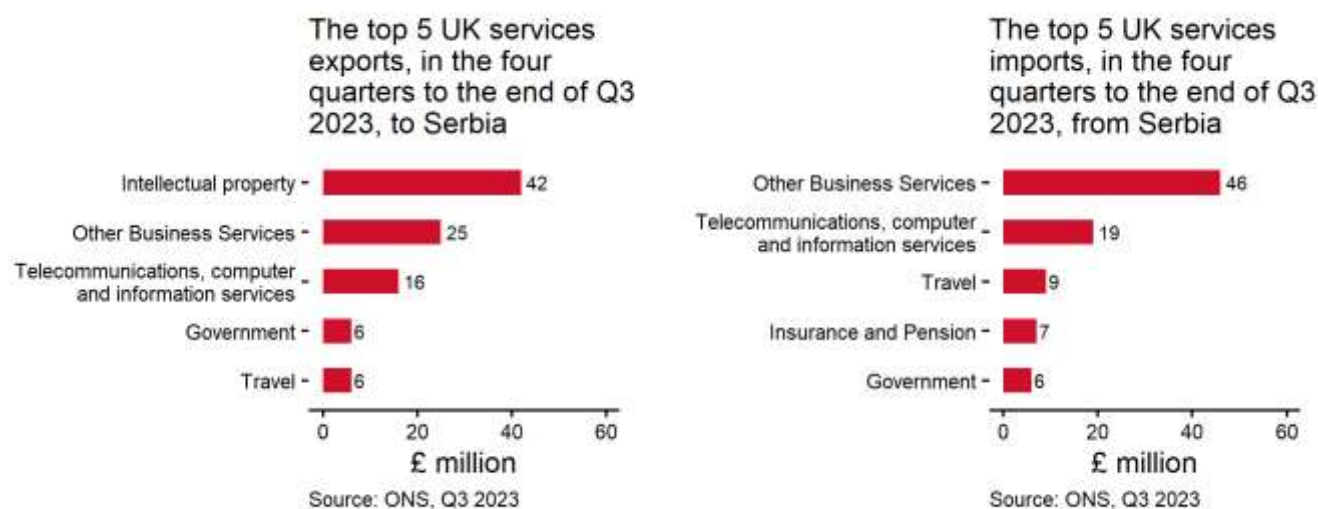 The top 5 UK services
exports, in the four
quarters to the end of Q3
2023, to Serbia
Intellectual property
42
Other Business Services
25
Telecommunications, computer
and information services
16
Government
6
Travel
6
0 20 40 60
£ million
Source: ONS, Q3 2023
The top 5 UK services
imports, in the four
quarters to the end of Q3
2023, from Serbia
Other Business Services
46
Telecommunications, computer
and information services
19
Travel
9
Insurance and Pension
7
Government
6
0 20 40 60
£ million
Source: ONS, Q3 2023